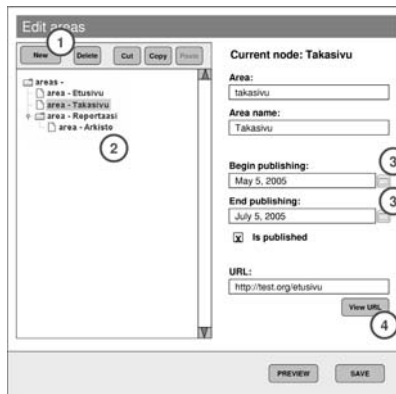 Edit areas
1
New Delete Cut Copy Paste
areas -
area - Etusivu
area - Takasivu
area - Reportaasi
area - Arkisto
2
Current node: Takasivu
Area:
takasivu
Area name:
Takasivu
Begin publishing:
3
May 5, 2005
End publishing:
3
July 5, 2005
x Is published
URL:
http://test.org/etusivu
View URL
4
PREVIEW SAVE